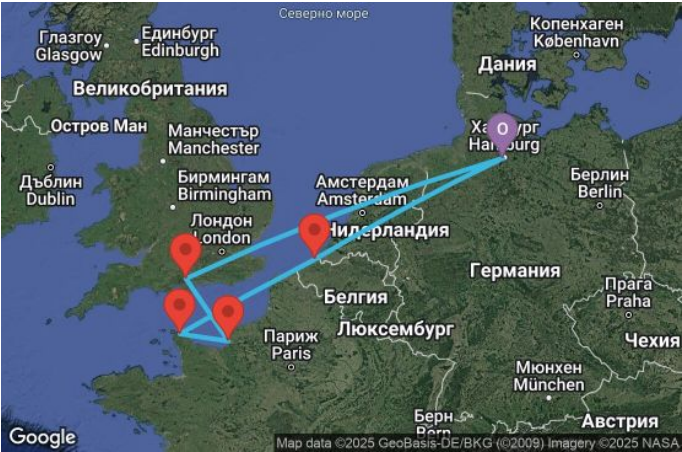 Северно море
Глазгоу
Glasgow
Единбург
Edinburgh
Копенхаген
København
Дания
Великобритания
Остров Ман
Манчестър
Manchester
O
Hamburg
Дъблин
Dublin
Бирмингам
Birmingham
Амстердам
Amsterdam
Берлин
Berlin
Лондон
London
Нидерландия
Германия
Прага
Praha
Белгия
Париж
Paris
Люксембург
Чехия
Мюнхен
München
Берн
Bern
Австрия
Google
Map data ©2025 GeoBasis-DE/BKG (©2009) Imagery ©2025 NASA